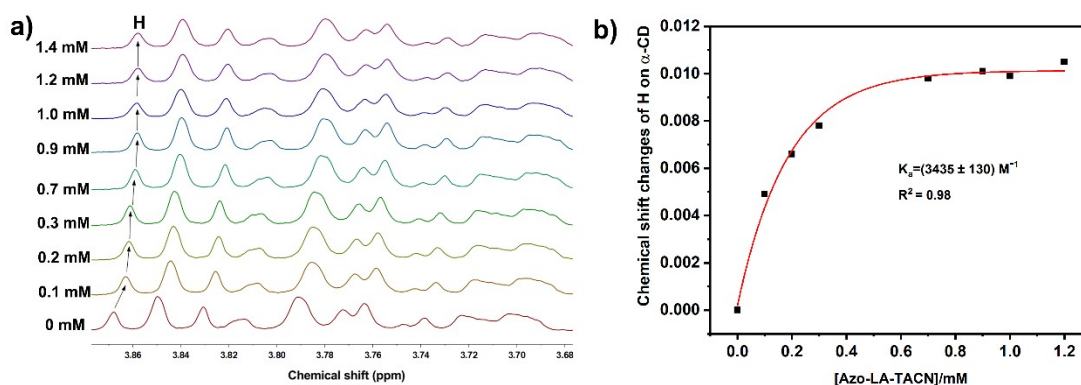 a)
H
1.4 mM
1.2 mM
1.0 mM
0.9 mM
0.7 mM
0.3 mM
0.2 mM
0.1 mM
0 mM
3.86 3.84 3.82 3.80 3.78 3.76 3.74 3.72 3.70 3.68
Chemical shift (ppm)
b)
Chemical shift changes of H on α-CD
0.012
0.010
0.008
0.006
0.004
0.002
0.000
Kₐ=(3435 ± 130) M⁻¹
R² = 0.98
0.0 0.2 0.4 0.6 0.8 1.0 1.2
[Azo-LA-TACN]/mM